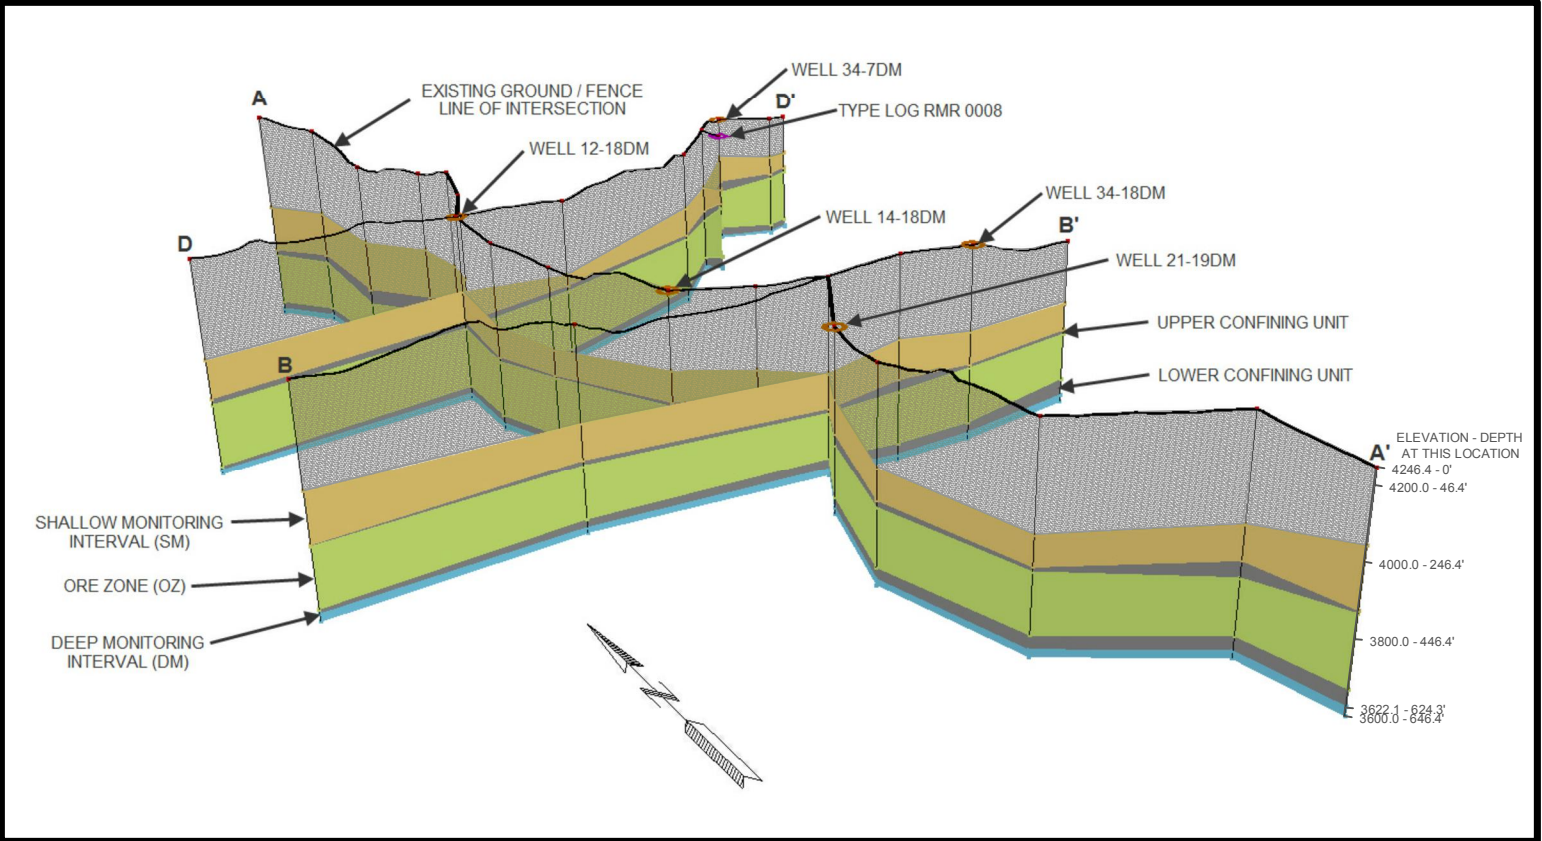 WELL 34-7DM
A
EXISTING GROUND / FENCE
LINE OF INTERSECTION
D'
TYPE LOG RMR 0008
WELL 12-18DM
WELL 34-18DM
WELL 14-18DM
B'
D
WELL 21-19DM
UPPER CONFINING UNIT
B
LOWER CONFINING UNIT
A'
ELEVATION - DEPTH
AT THIS LOCATION
4246.4 - 0'
4200.0 - 46.4'
SHALLOW MONITORING
INTERVAL (SM)
4000.0 - 246.4'
ORE ZONE (OZ)
DEEP MONITORING
INTERVAL (DM)
3800.0 - 446.4'
N
3622.1 - 624.3'
3600.0 - 646.4'